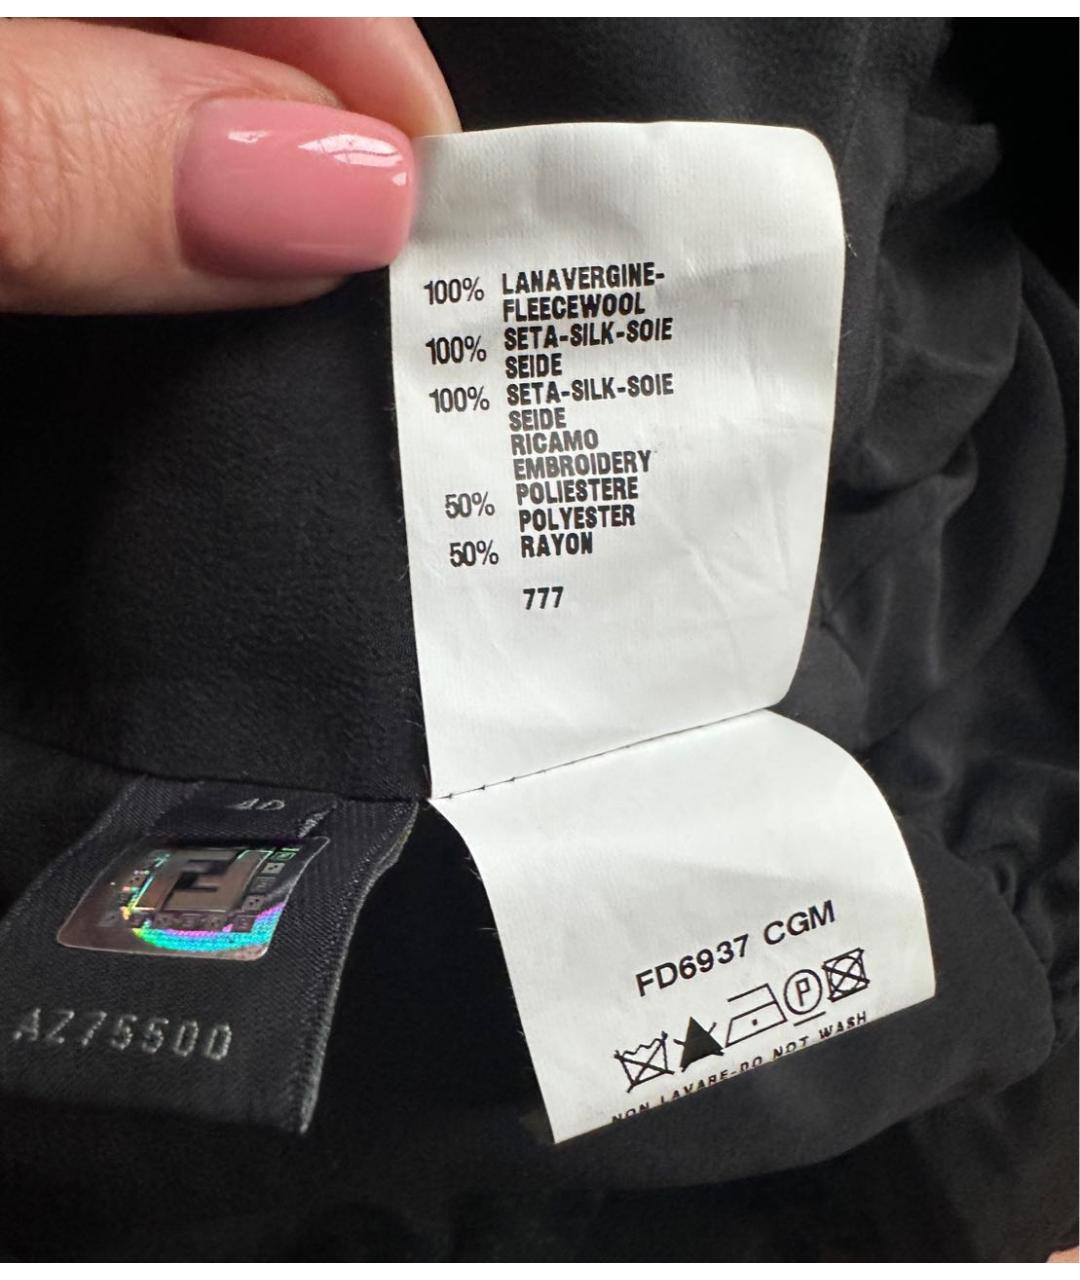 100% LANAVERGINE-
FLEECEWOOL
100% SETA-SILK-SOIE
SEIDE
100% SETA-SILK-SOIE
SEIDE
RICAMO
EMBROIDERY
50% POLIESTERE
POLYESTER
50% RAYON
777
40
AZ75500
FD6937 CGM
P
NON LAVARE-DO NOT WASH